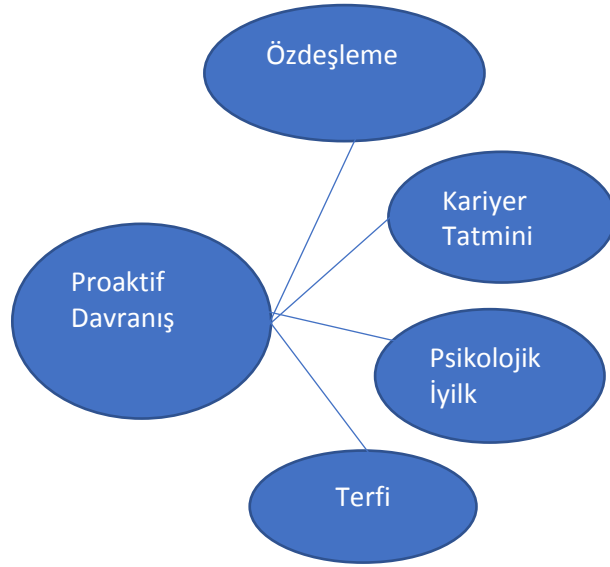 Özdeşleme
Kariyer
Tatmini
Proaktif
Davranış
Psikolojik
İyilk
Terfi